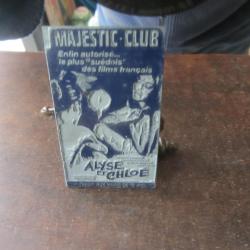 MAJESTIC-CLUB
Enfin autorisé...
le plus "suédois"
des films français
ALYSE
ET CHLOÉ